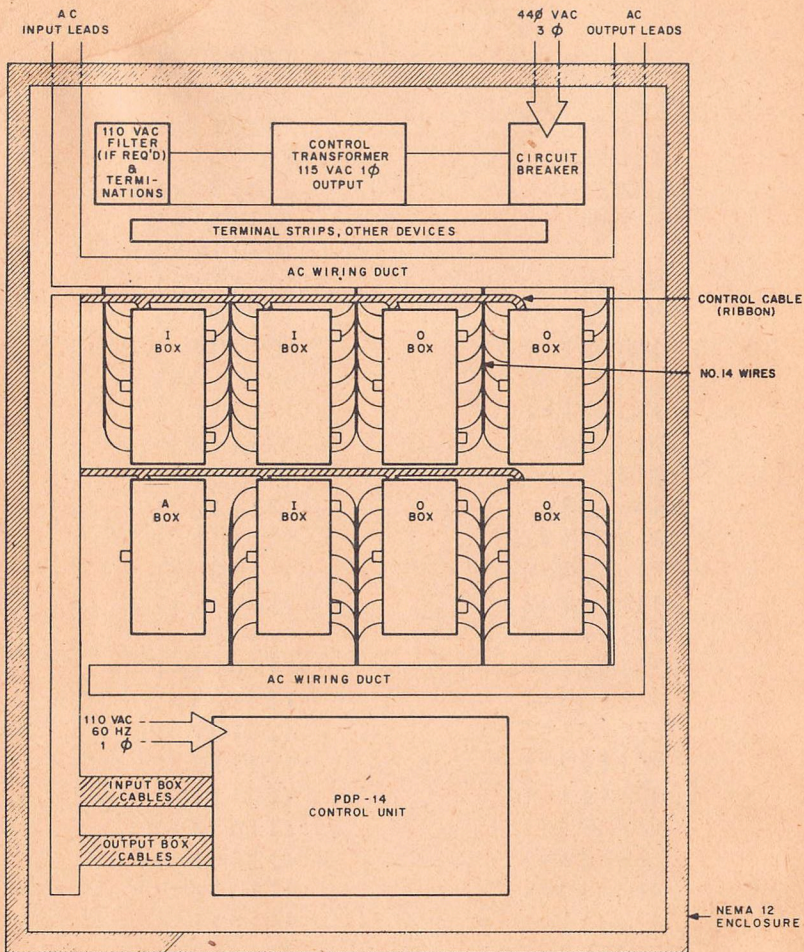 AC
INPUT LEADS
44Ø VAC
3 Ø
AC
OUTPUT LEADS
110 VAC
FILTER
(IF REQ'D)
&
TERMI-
NATIONS
CONTROL
TRANSFORMER
115 VAC 1Ø
OUTPUT
CIRCUIT
BREAKER
TERMINAL STRIPS, OTHER DEVICES
AC WIRING DUCT
CONTROL CABLE
(RIBBON)
I
BOX
I
BOX
O
BOX
O
BOX
NO. 14 WIRES
A
BOX
I
BOX
O
BOX
O
BOX
AC WIRING DUCT
110 VAC
60 HZ
1 Ø
INPUT BOX
CABLES
OUTPUT BOX
CABLES
PDP-14
CONTROL UNIT
NEMA 12
ENCLOSURE